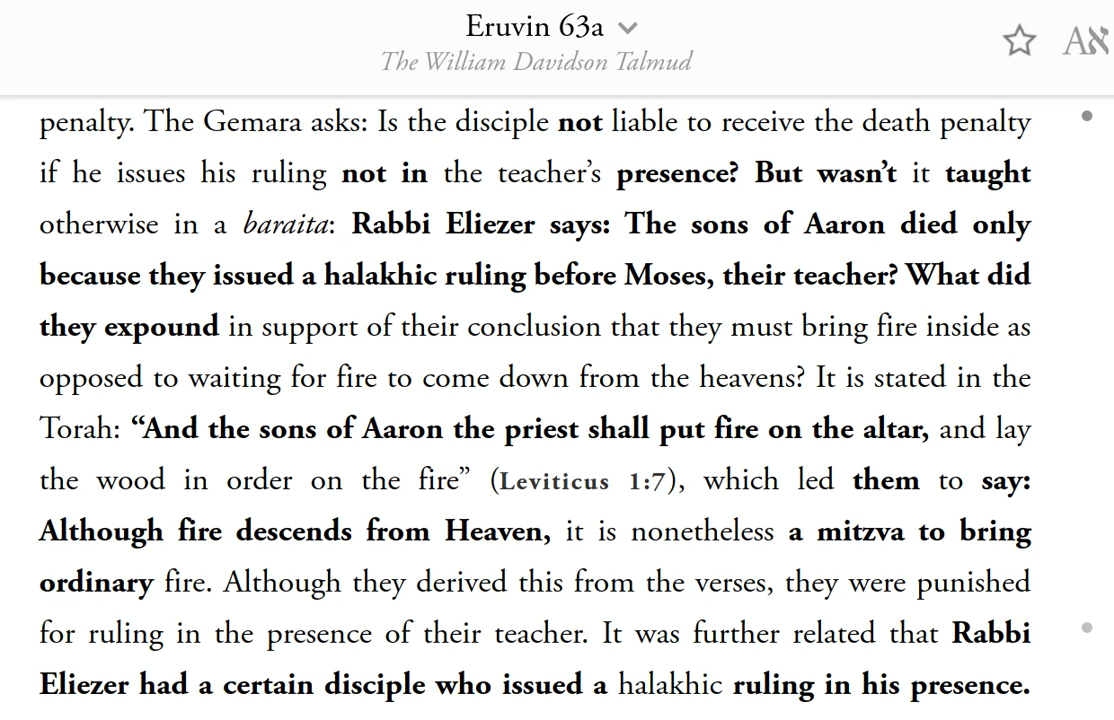 Eruvin 63a
The William Davidson Talmud
Aא
penalty. The Gemara asks: Is the disciple not liable to receive the death penalty
if he issues his ruling not in the teacher’s presence? But wasn’t it taught
otherwise in a baraita: Rabbi Eliezer says: The sons of Aaron died only
because they issued a halakhic ruling before Moses, their teacher? What did
they expound in support of their conclusion that they must bring fire inside as
opposed to waiting for fire to come down from the heavens? It is stated in the
Torah: “And the sons of Aaron the priest shall put fire on the altar, and lay
the wood in order on the fire” (Leviticus 1:7), which led them to say:
Although fire descends from Heaven, it is nonetheless a mitzva to bring
ordinary fire. Although they derived this from the verses, they were punished
for ruling in the presence of their teacher. It was further related that Rabbi
Eliezer had a certain disciple who issued a halakhic ruling in his presence.